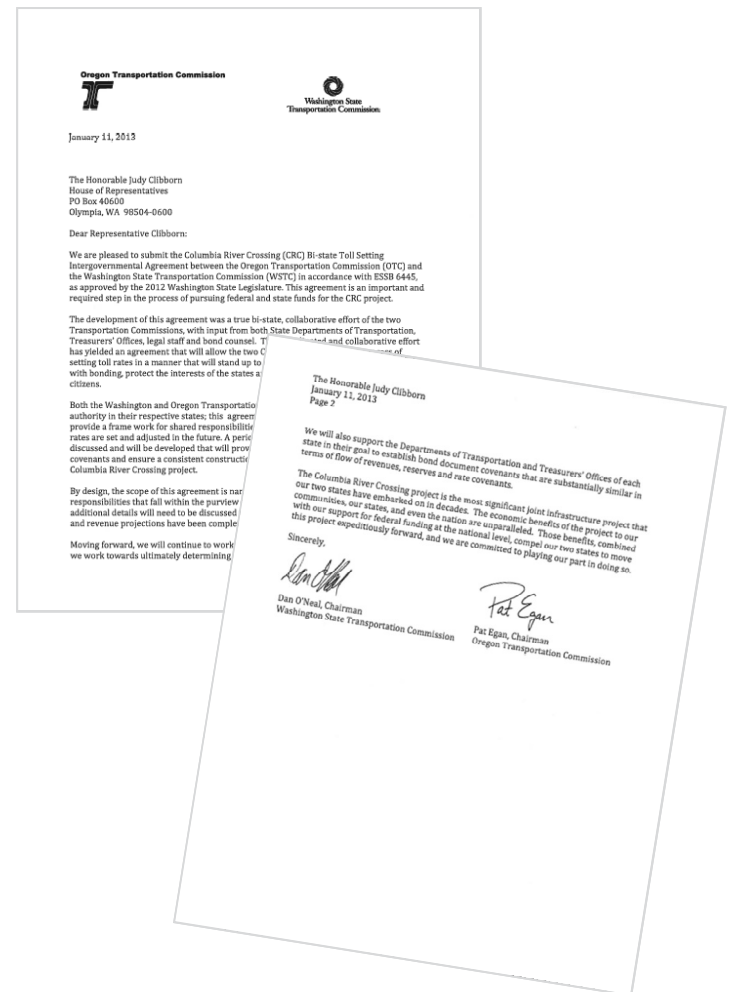 Oregon Transportation Commission
Washington State
Transportation Commission
January 11, 2013
The Honorable Judy Clibborn
House of Representatives
PO Box 40600
Olympia, WA 98504-0600
Dear Representative Clibborn:
We are pleased to submit the Columbia River Crossing (CRC) Bi-state Toll Setting
Intergovernmental Agreement between the Oregon Transportation Commission (OTC) and
the Washington State Transportation Commission (WSTC) in accordance with ESSB 6445,
as approved by the 2012 Washington State Legislature. This agreement is an important and
required step in the process of pursuing federal and state funds for the CRC project.
The development of this agreement was a true bi-state, collaborative effort of the two
Transportation Commissions, with input from both State Departments of Transportation,
Treasurers' Offices, legal staff and bond counsel. and collaborative effort
has yielded an agreement that will allow the two of
setting toll rates in a manner that will stand up to
with bonding, protect the interests of the states
citizens.
Both the Washington and Oregon
authority in their respective states; this
provide a frame work for shared
rates are set and adjusted in the future. A
discussed and will be developed that will
covenants and ensure a consistent
Columbia River Crossing project.
By design, the scope of this agreement is
responsibilities that fall within the purview
additional details will need to be discussed
and revenue projections have been
Moving forward, we will continue to work
we work towards ultimately determining
The Honorable Judy Clibborn
January 11, 2013
Page 2
We will also support the Departments of Transportation and Treasurers' Offices of each
state in their goal to establish bond document covenants that are substantially similar in
terms of flow of revenues, reserves and rate covenants.
The Columbia River Crossing project is the most significant joint infrastructure project that
our two states have embarked on in decades. The economic benefits of the project to our
communities, our states, and even the nation are unparalleled. Those benefits, combined
with our support for federal funding at the national level, compel our two states to move
this project expeditiously forward, and we are committed to playing our part in doing so.
Sincerely,
Dan O'Neal
Pat Egan
Dan O'Neal, Chairman
Washington State Transportation Commission
Pat Egan, Chairman
Oregon Transportation Commission